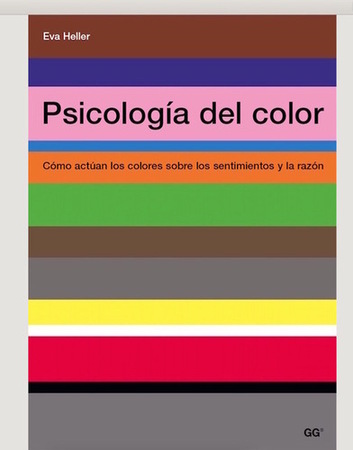 Eva Heller
Psicología del color
Cómo actúan los colores sobre los sentimientos y la razón
GG®